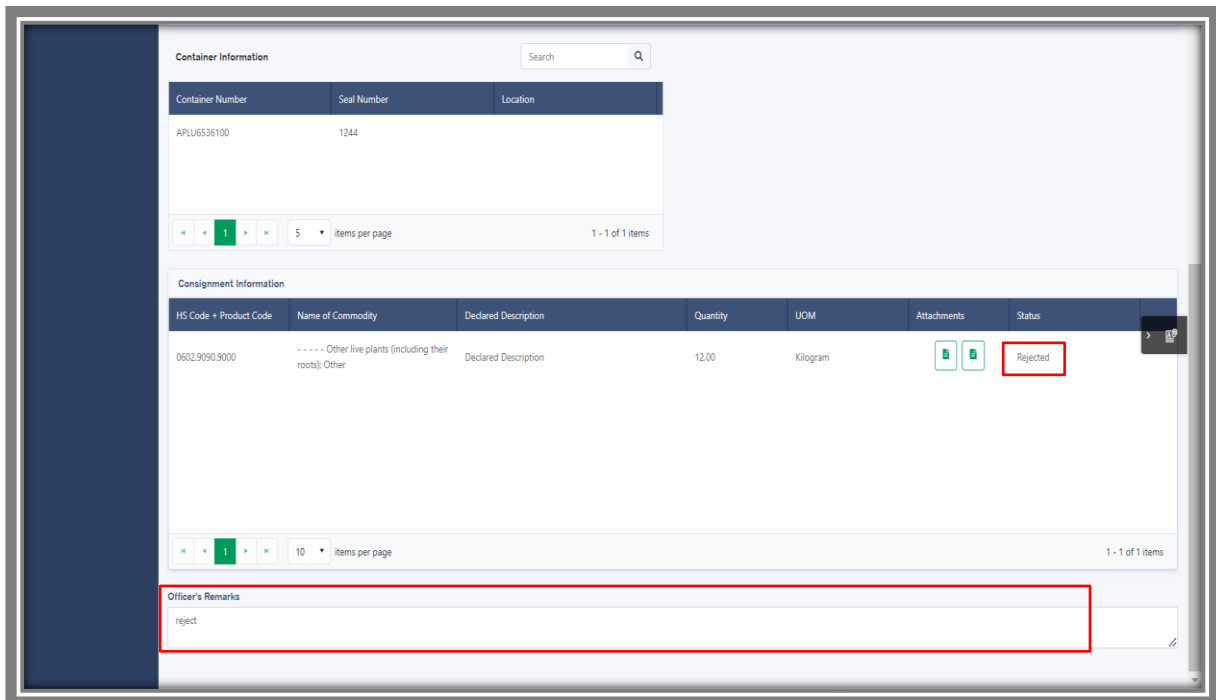 Container Information
Search
Container Number Seal Number Location
APLU6536100 1244
1 5 items per page 1 - 1 of 1 items
Consignment Information
HS Code + Product Code Name of Commodity Declared Description Quantity UOM Attachments Status
0602.9090.9000 - - - - - Other live plants (including their Declared Description 12.00 Kilogram Rejected
roots); Other
1 10 items per page 1 - 1 of 1 items
Officer's Remarks
reject